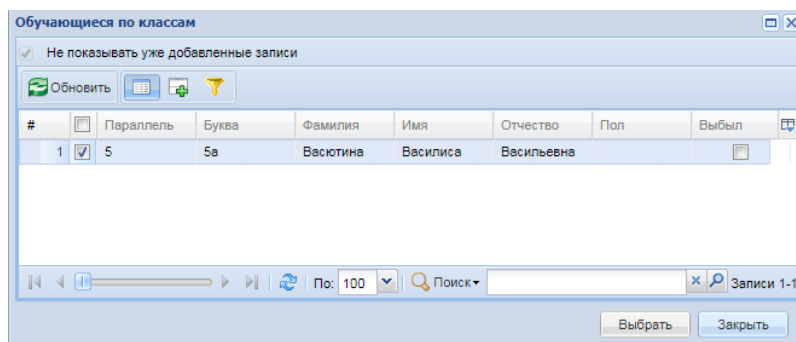 Обучающиеся по классам
Не показывать уже добавленные записи
Обновить
# Параллель Буква Фамилия Имя Отчество Пол Выбыл
1 5 5а Васютина Василиса Васильевна
По: 100 Поиск Записи 1-1
Выбрать Закрыть